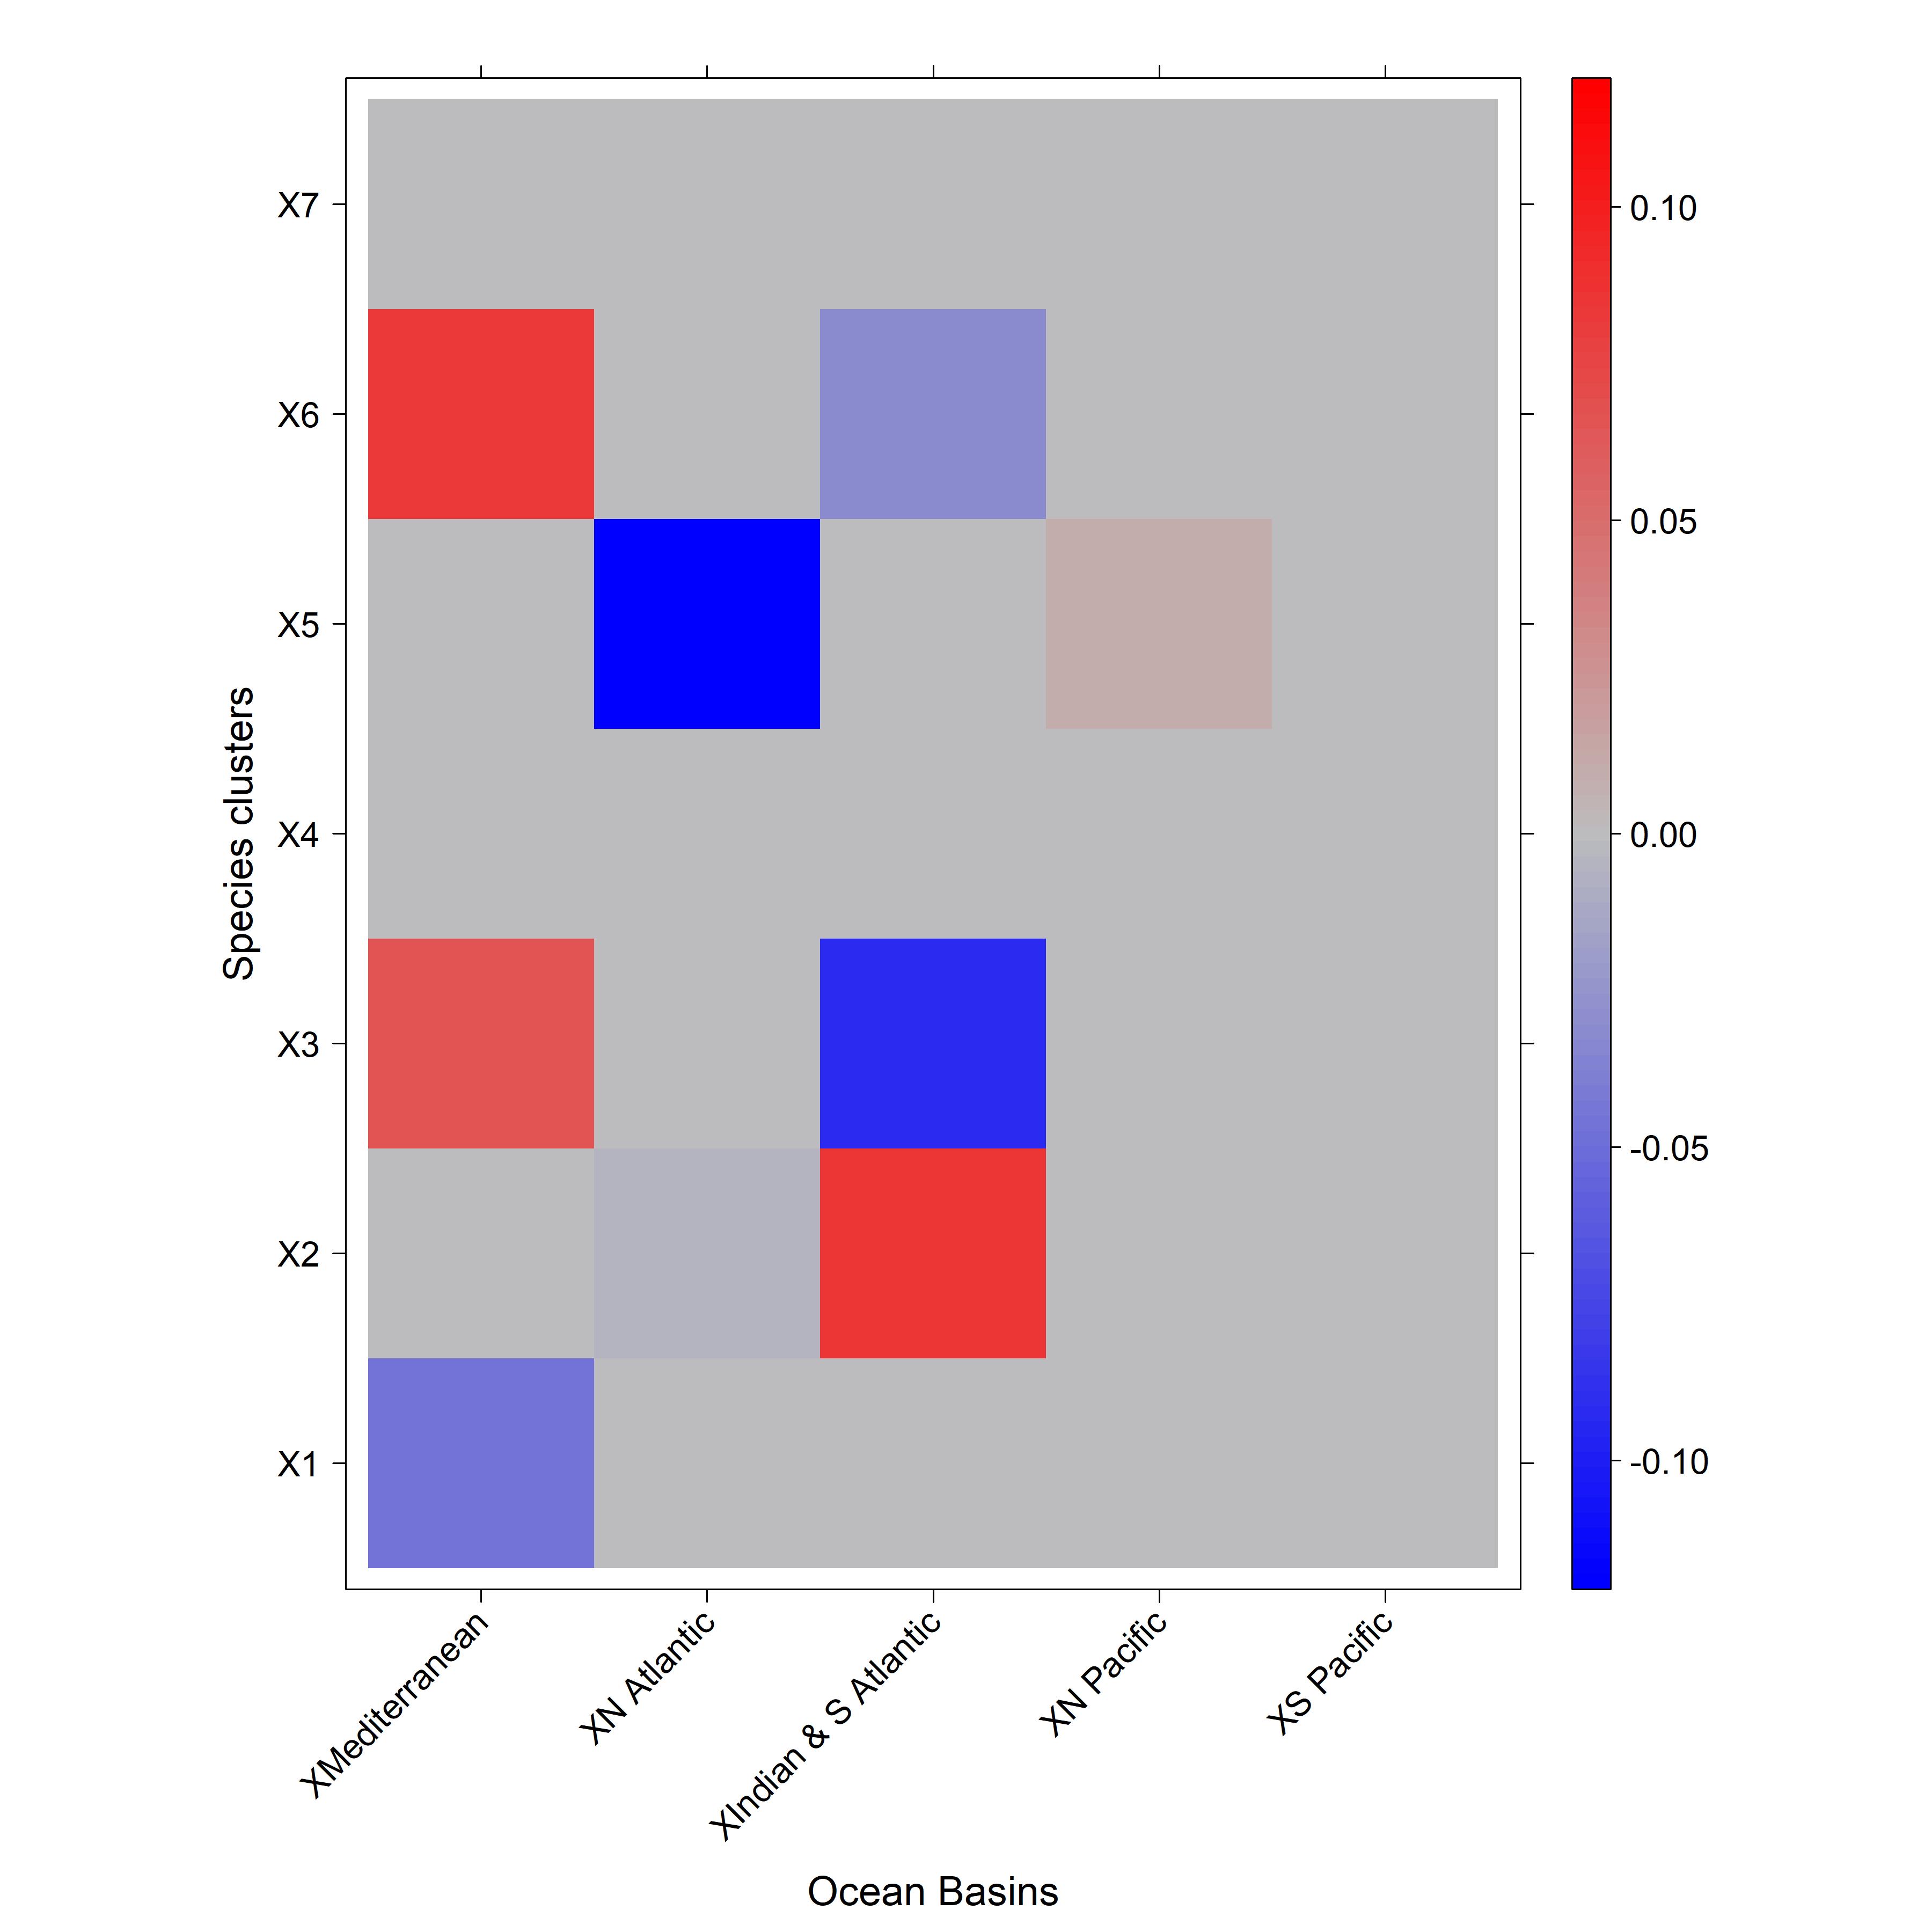 Species clusters
X7
X6
X5
X4
X3
X2
X1
0.10
0.05
0.00
-0.05
-0.10
XMediterranean
XN Atlantic
XIndian & S Atlantic
XN Pacific
XS Pacific
Ocean Basins